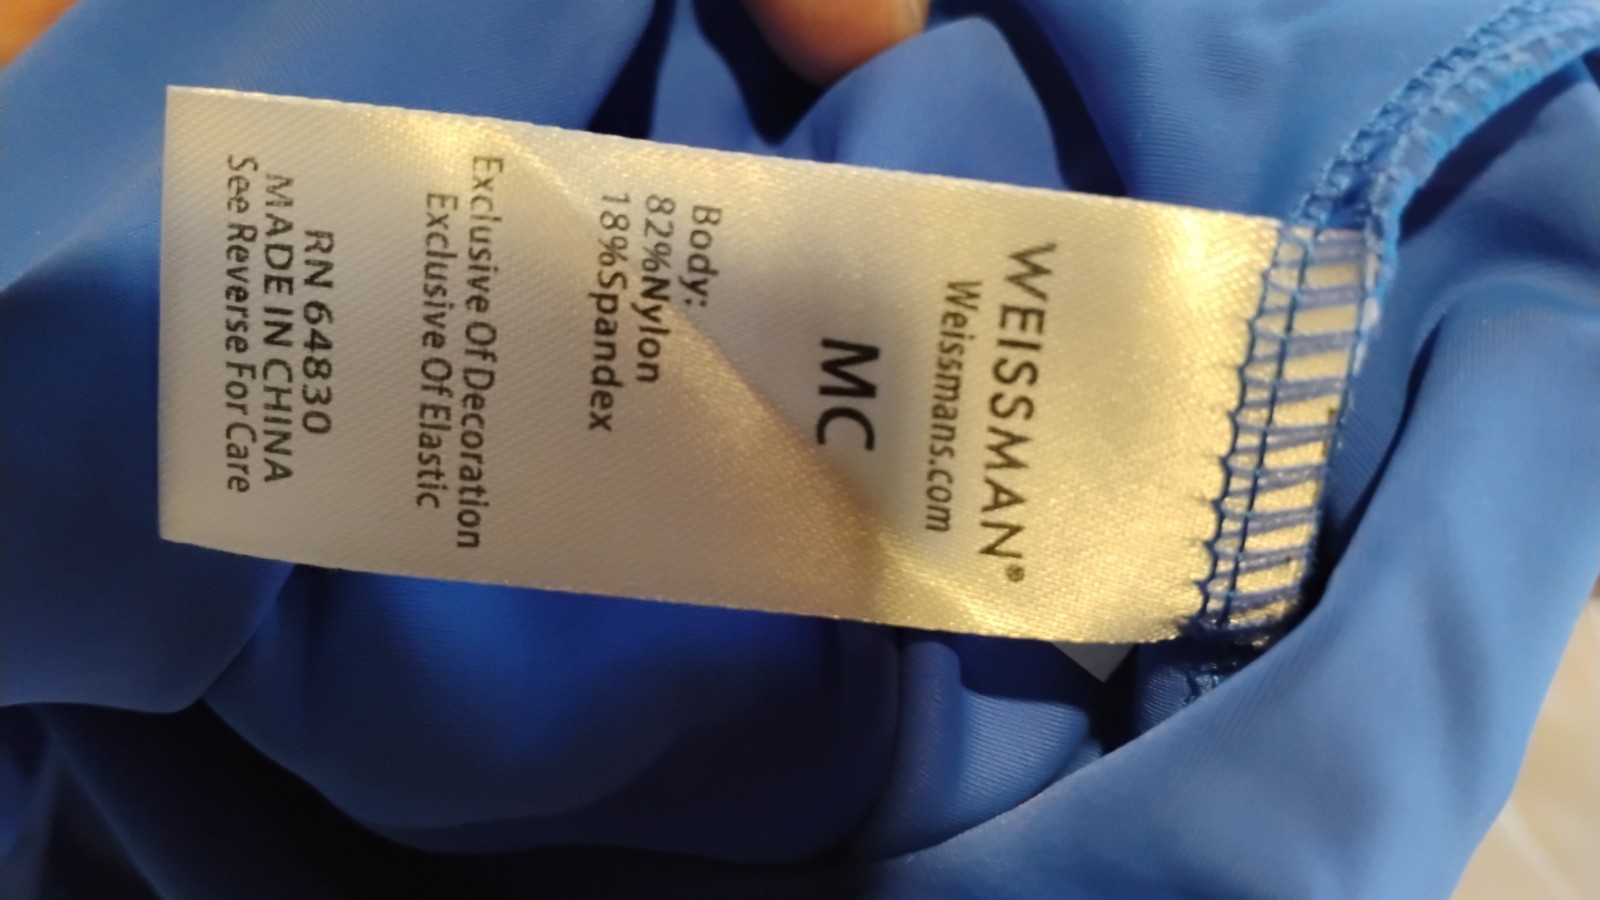 WEISSMAN®
Weissmans.com
MC
Body:
82%Nylon
18%Spandex
Exclusive Of Decoration
Exclusive Of Elastic
RN 64830
MADE IN CHINA
See Reverse For Care